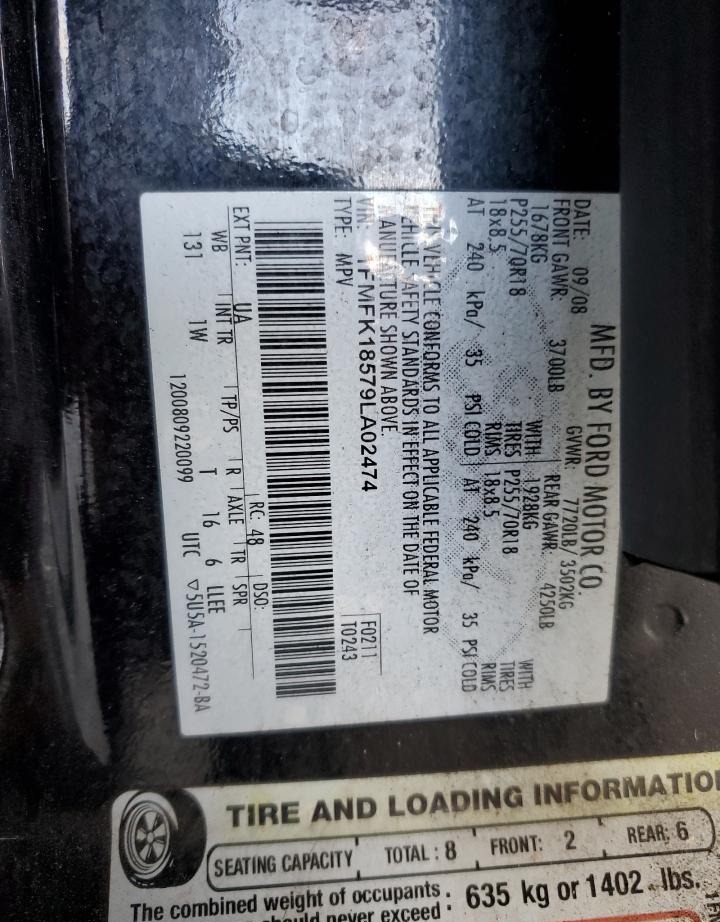 MFD. BY FORD MOTOR CO.
DATE: 09/08 GVWR: 7720LB/ 3502KG
FRONT GAWR: 3700LB REAR GAWR: 4250LB
1678KG WITH 1928KG WITH
P255/70R18 TIRES P255/70R18 TIRES
18x8.5 RIMS 18x8.5 RIMS
AT 240 kPa/ 35 PSI COLD AT 240 kPa/ 35 PSI COLD
VEHICLE CONFORMS TO ALL APPLICABLE FEDERAL MOTOR
VEHICLE SAFETY STANDARDS IN EFFECT ON THE DATE OF
MANUFACTURE SHOWN ABOVE.
VIN: FMFK18579LA02474 F0211
TYPE: MPV T0243
EXT PNT: UA RC: 48 DSO:
WB INT TR TP/PS R AXLE TR SPR
131 1W T 16 6 LLEE
1200809220099 UTC ▽5U5A-1520472-BA
TIRE AND LOADING INFORMATION
SEATING CAPACITY TOTAL : 8 FRONT: 2 REAR: 6
The combined weight of occupants
should never exceed : 635 kg or 1402 lbs.